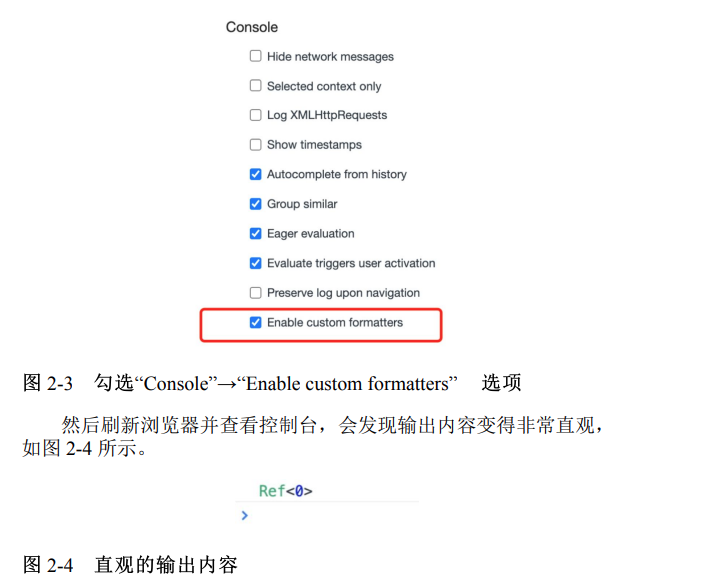 Console
Hide network messages
Selected context only
Log XMLHttpRequests
Show timestamps
Autocomplete from history
Group similar
Eager evaluation
Evaluate triggers user activation
Preserve log upon navigation
Enable custom formatters
图 2-3 勾选“Console”→“Enable custom formatters” 选项
然后刷新浏览器并查看控制台，会发现输出内容变得非常直观，
如图 2-4 所示。
Ref<0>
>
图 2-4 直观的输出内容